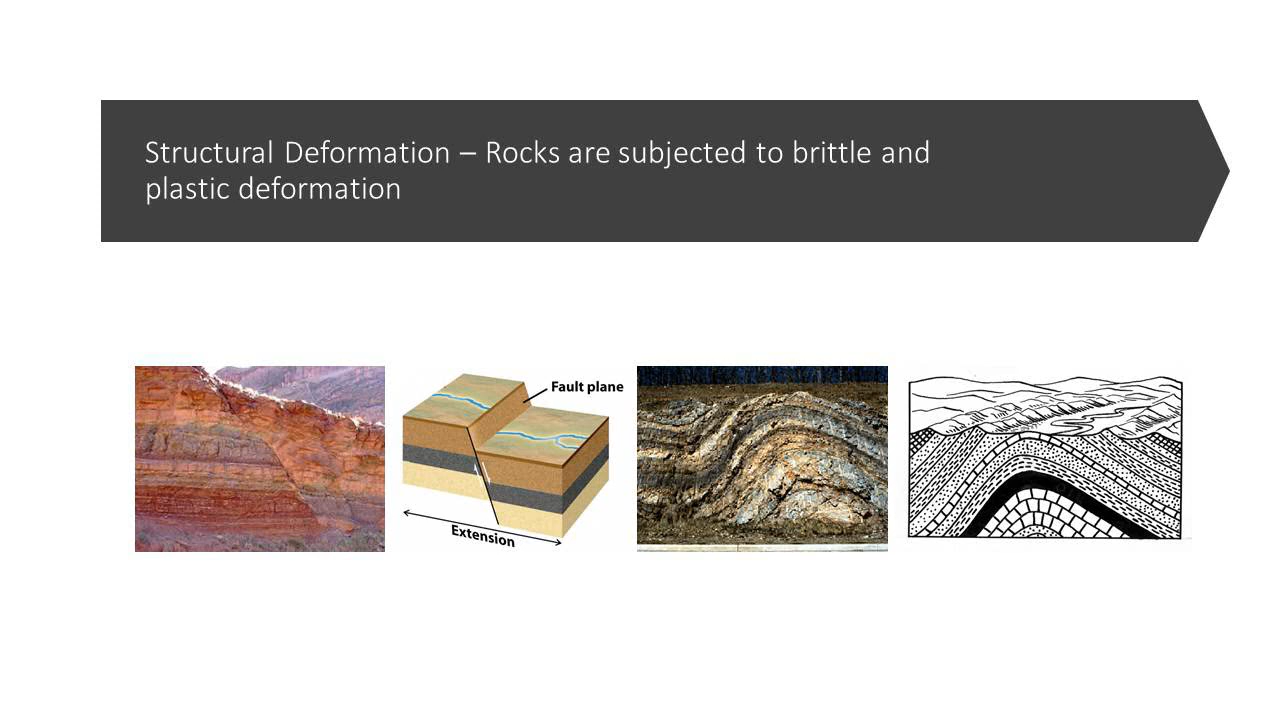 Structural Deformation – Rocks are subjected to brittle and
plastic deformation
Fault plane
Extension